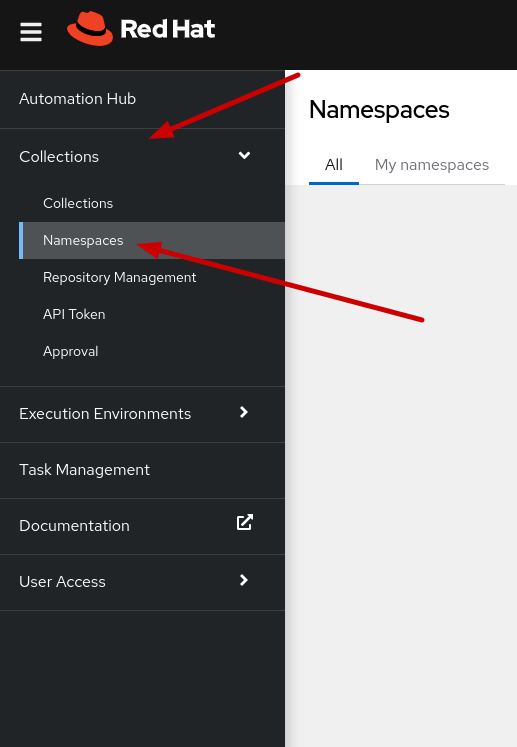 Red Hat
Automation Hub
Collections
Collections
Namespaces
Repository Management
API Token
Approval
Execution Environments
Task Management
Documentation
User Access
Namespaces
All My namespaces